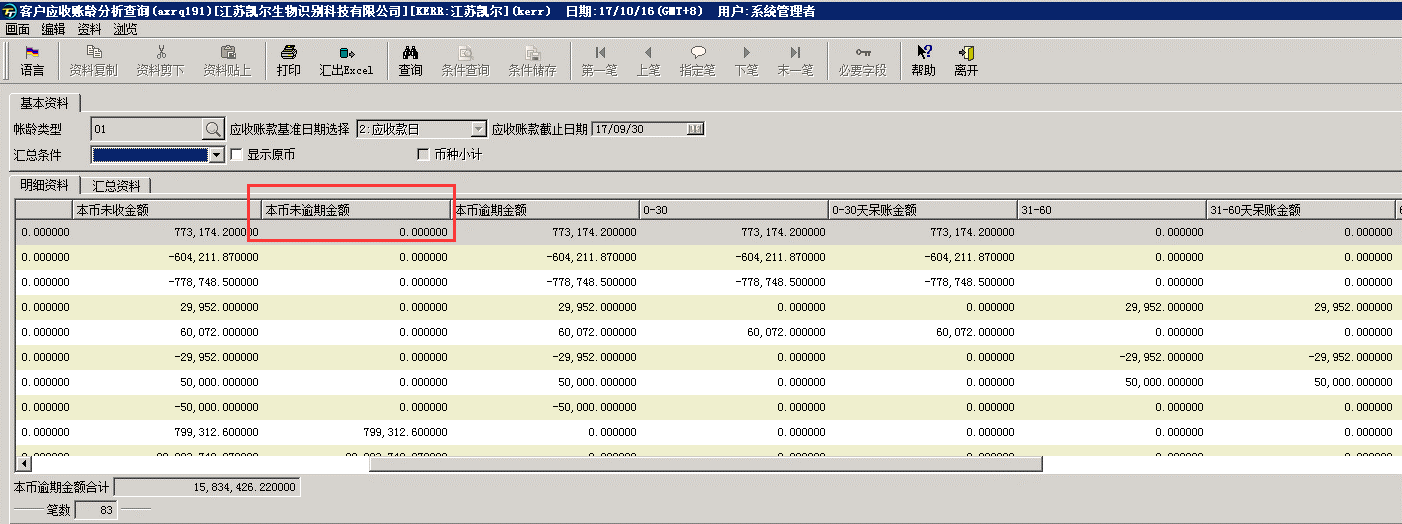 客户应收账龄分析查询(axrq191)[江苏凯尔生物识别科技有限公司][KERR:江苏凯尔](kerr) 日期:17/10/16(GMT+8) 用户:系统管理者
画面 编辑 资料 浏览
语言 资料复制 资料剪下 资料贴上 打印 汇出Excel 查询 条件查询 条件储存 第一笔 上笔 指定笔 下笔 末一笔 必要字段 帮助 离开
基本资料
帐龄类型 01 应收账款基准日期选择 2:应收款日 应收账款截止日期 17/09/30
汇总条件 显示原币 币种小计
明细资料 汇总资料
本币未收金额 本币未逾期金额 本币逾期金额 0-30 0-30天呆账金额 31-60 31-60天呆账金额
0.000000 773,174.200000 0.000000 773,174.200000 773,174.200000 773,174.200000 0.000000 0.000000
0.000000 -604,211.870000 0.000000 -604,211.870000 -604,211.870000 -604,211.870000 0.000000 0.000000
0.000000 -778,748.500000 0.000000 -778,748.500000 -778,748.500000 -778,748.500000 0.000000 0.000000
0.000000 29,952.000000 0.000000 29,952.000000 0.000000 0.000000 29,952.000000 29,952.000000
0.000000 60,072.000000 0.000000 60,072.000000 60,072.000000 60,072.000000 0.000000 0.000000
0.000000 -29,952.000000 0.000000 -29,952.000000 0.000000 0.000000 -29,952.000000 -29,952.000000
0.000000 50,000.000000 0.000000 50,000.000000 0.000000 0.000000 50,000.000000 50,000.000000
0.000000 -50,000.000000 0.000000 -50,000.000000 0.000000 0.000000 0.000000 0.000000
0.000000 799,312.600000 799,312.600000 0.000000 0.000000 0.000000 0.000000 0.000000
本币逾期金额合计 15,834,426.220000
笔数 83